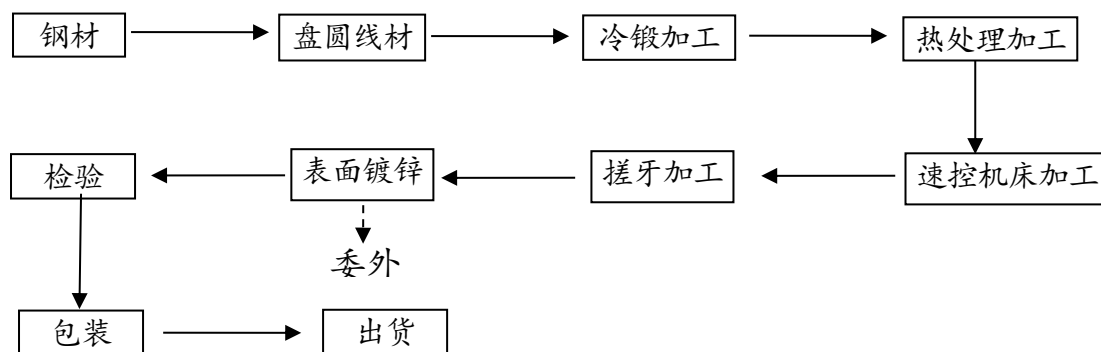 钢材
盘圆线材
冷锻加工
热处理加工
速控机床加工
搓牙加工
表面镀锌
检验
委外
包装
出货